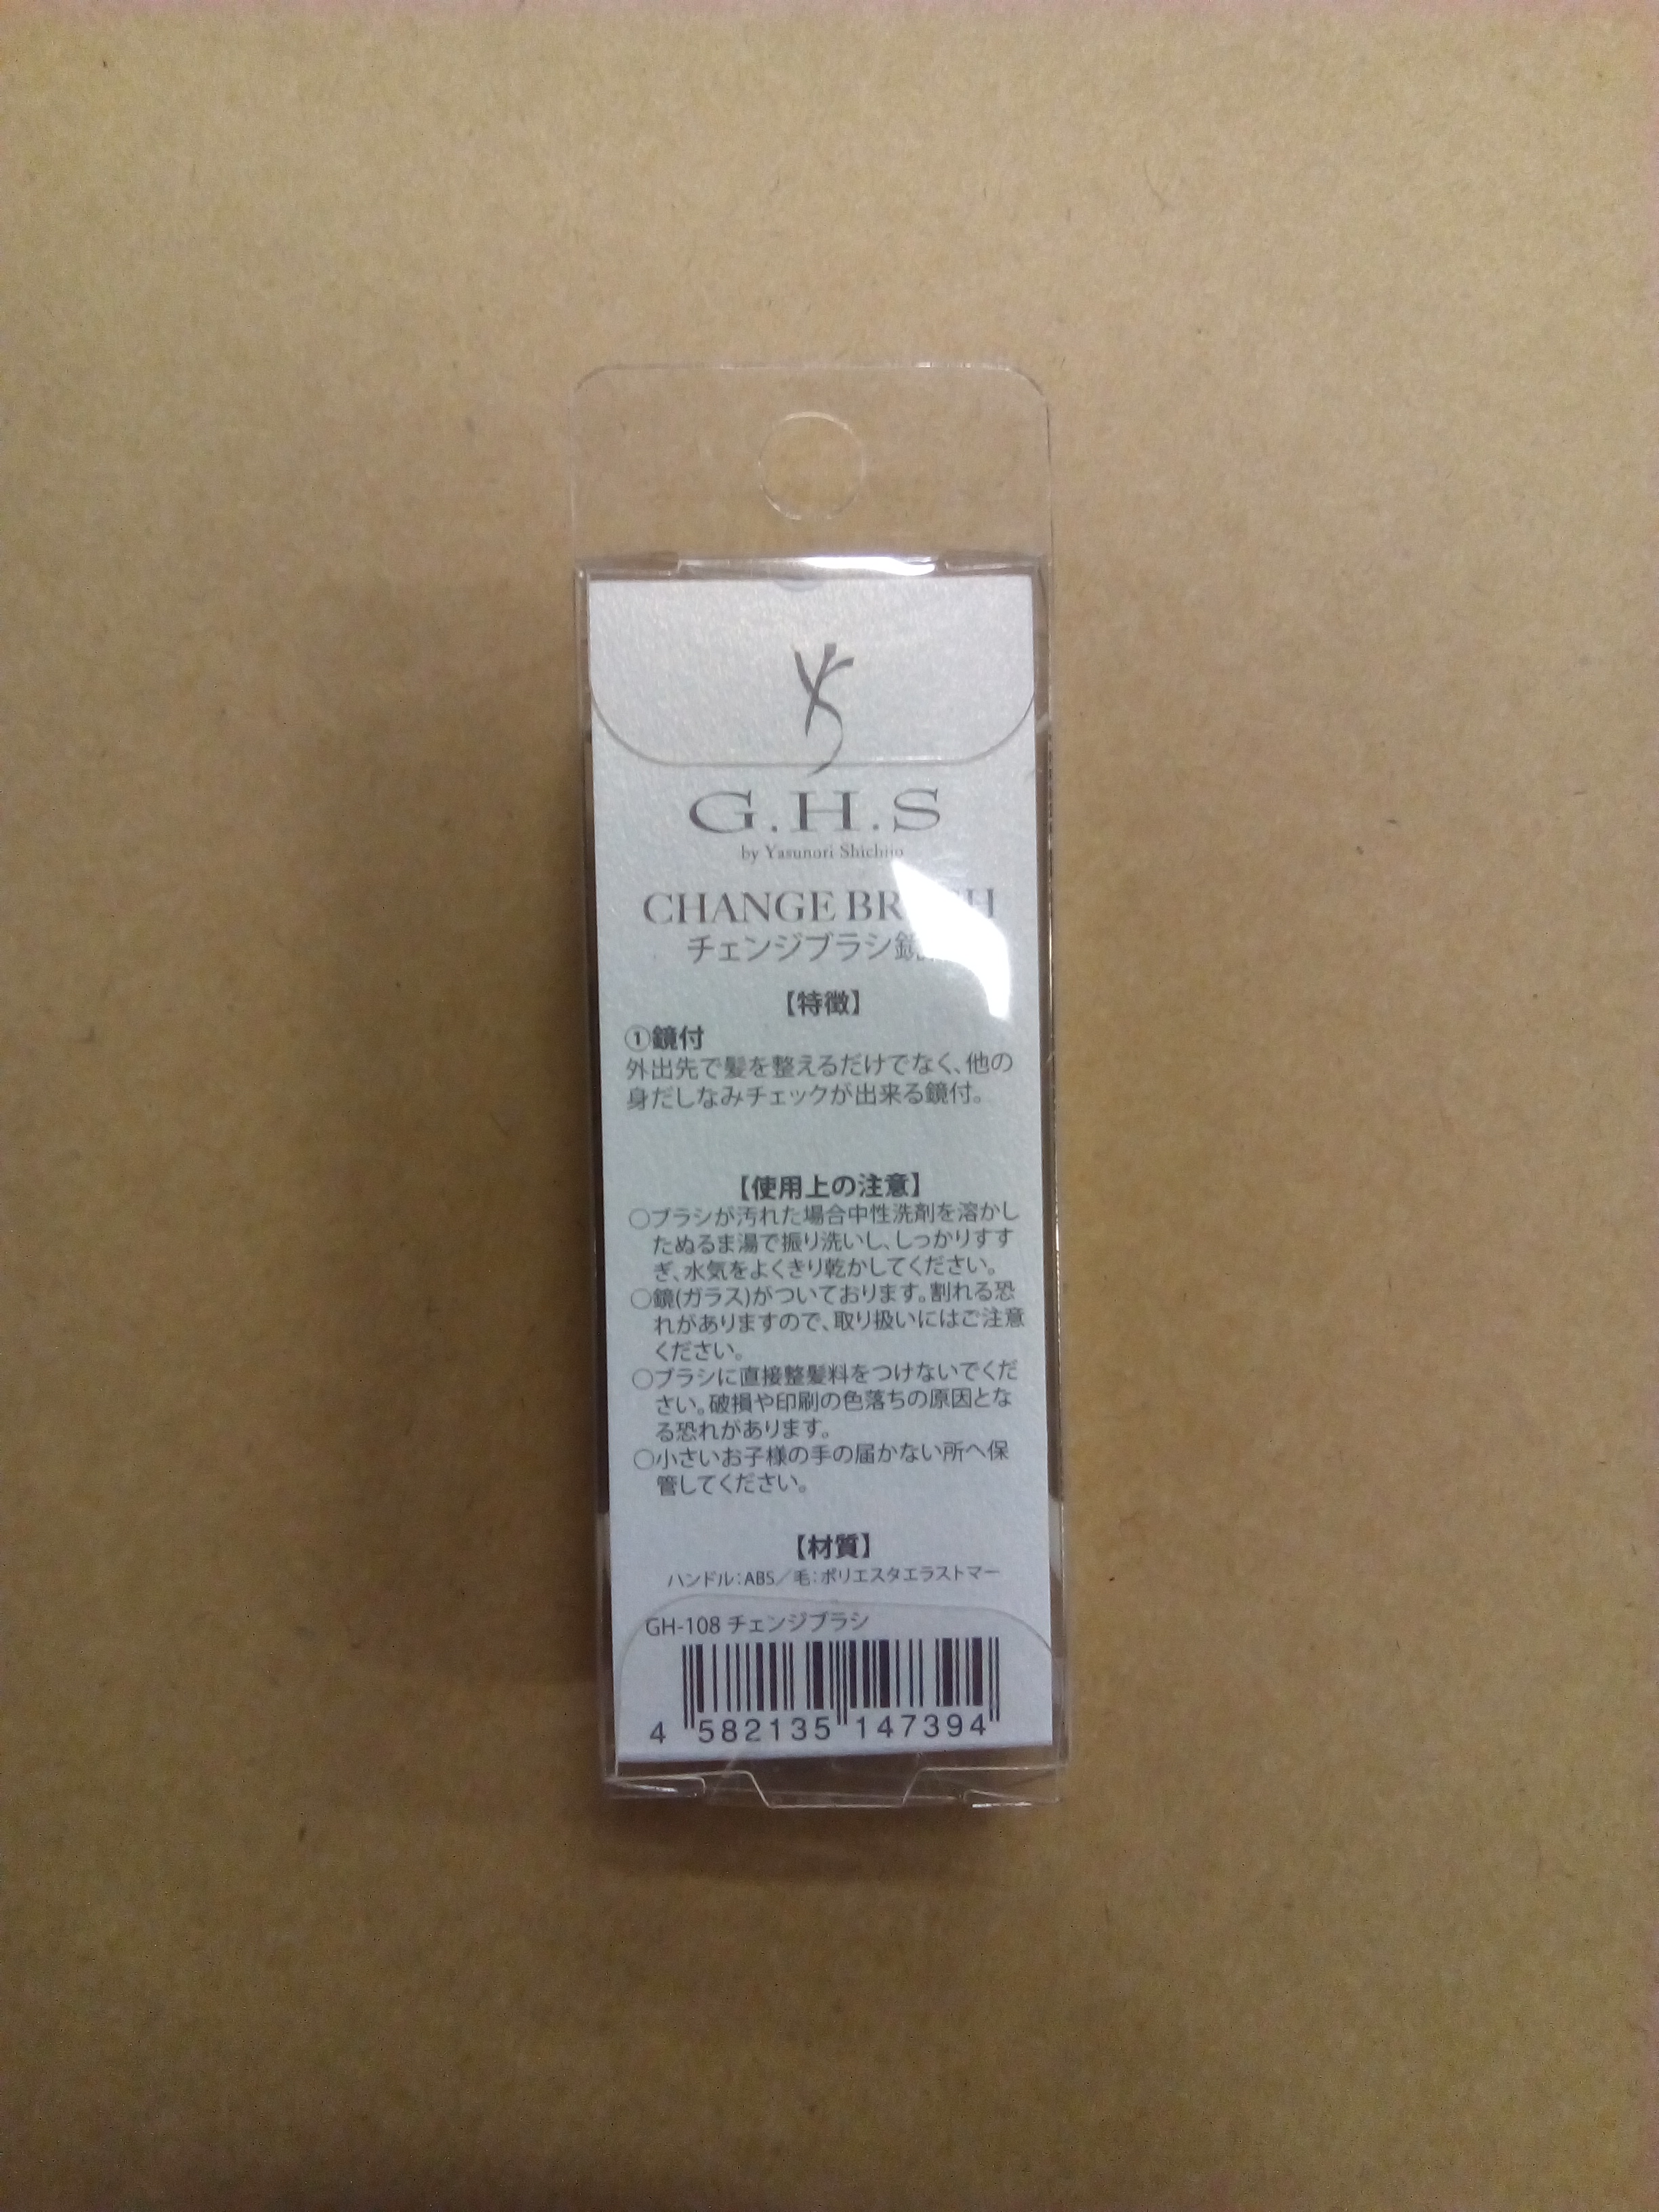 G.H.S
by Yasunori Shichijo
CHANGE
チェンジブラシ鏡
【特徴】
①鏡付
外出先で髪を整えるだけでなく、他の
身だしなみチェックが出来る鏡付。
【使用上の注意】
○ブラシが汚れた場合中性洗剤を溶かし
たぬるま湯で振り洗いし、しっかりすす
ぎ、水気をよくきり乾かしてください。
○鏡(ガラス)がついております。割れる恐
れがありますので、取り扱いにはご注意
ください。
○ブラシに直接整髪料をつけないでくだ
さい。破損や印刷の色落ちの原因とな
る恐れがあります。
○小さいお子様の手の届かない所へ保
管してください。
【材質】
ハンドル：ABS／毛：ポリエスタエラストマー
GH-108 チェンジブラシ
4 582135 147394